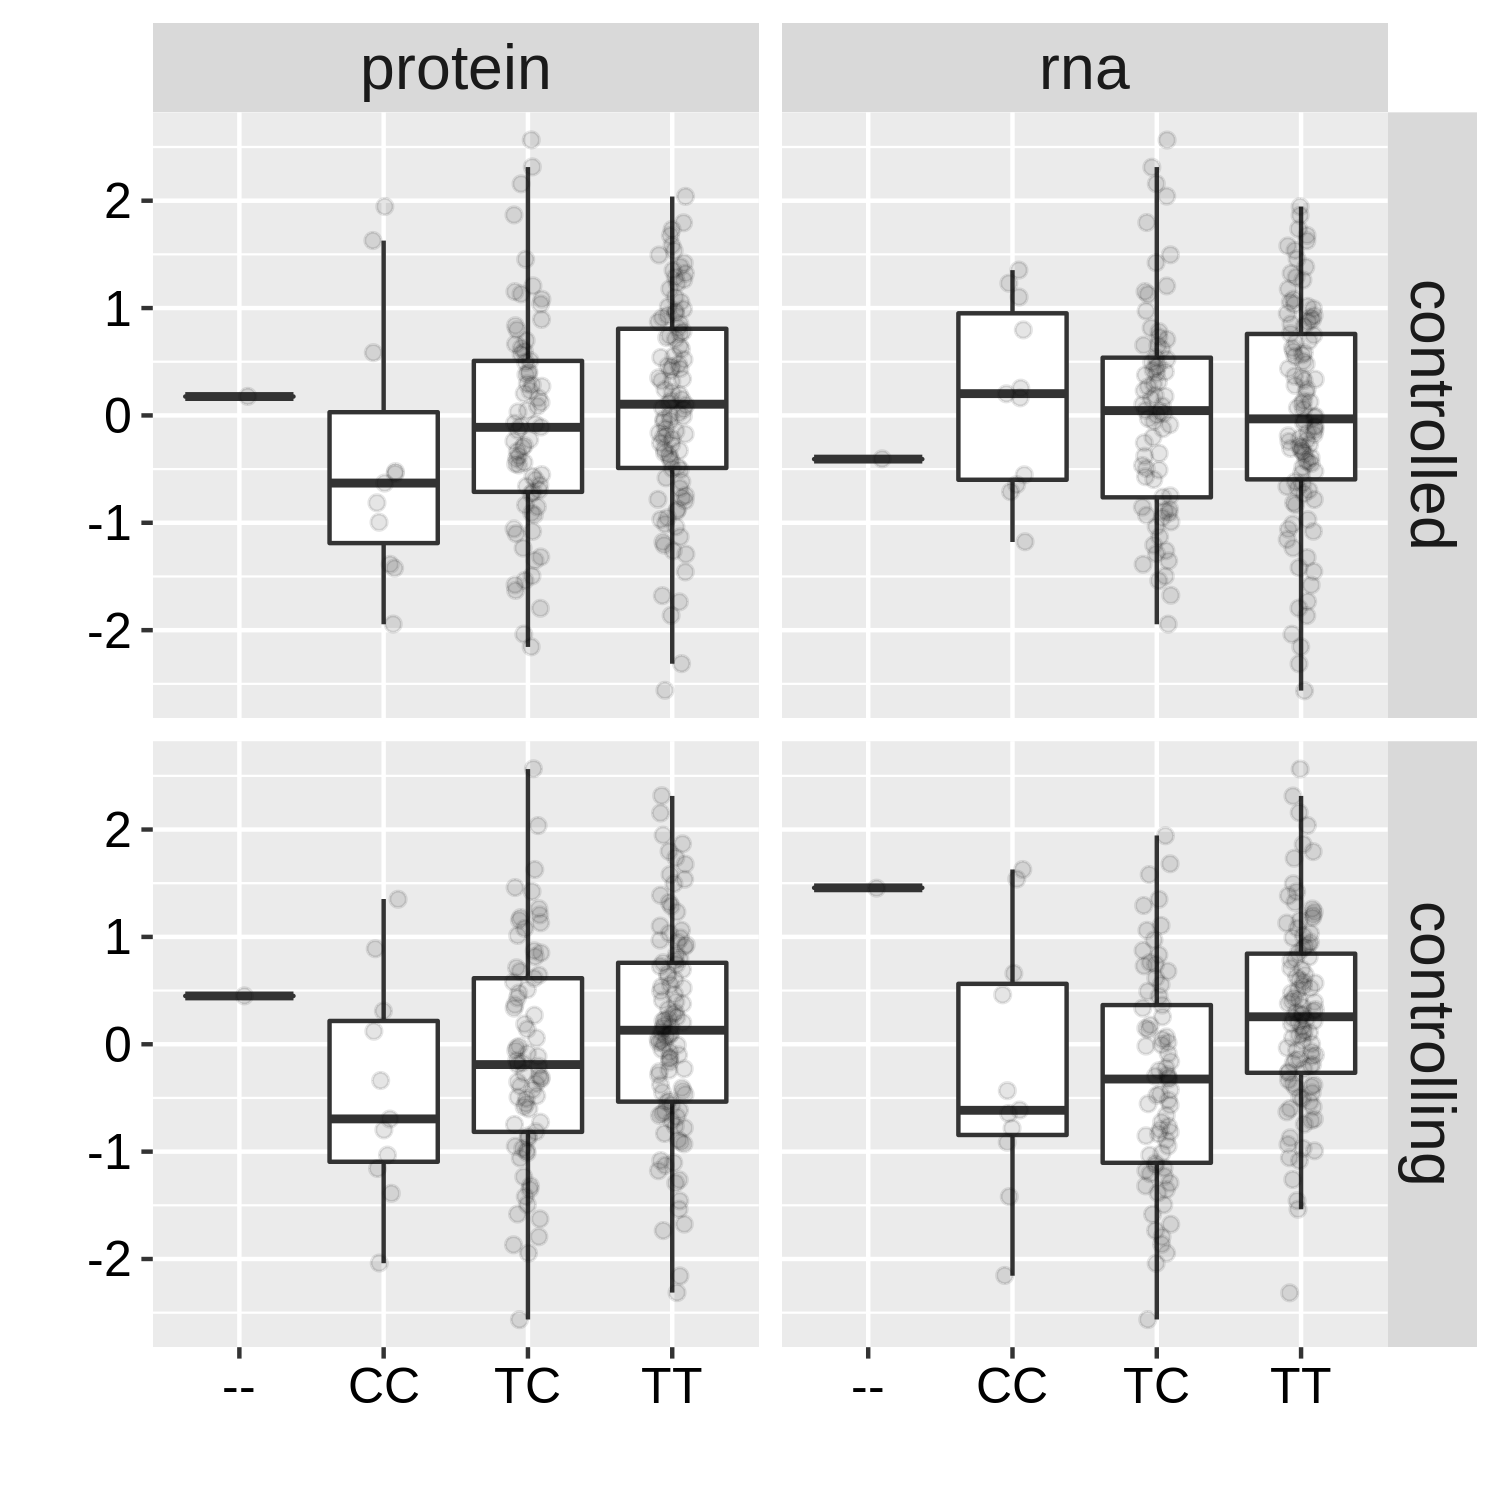 protein rna
2
1
0
-1
-2
controlled
2
1
0
-1
-2
controlling
-- CC TC TT -- CC TC TT